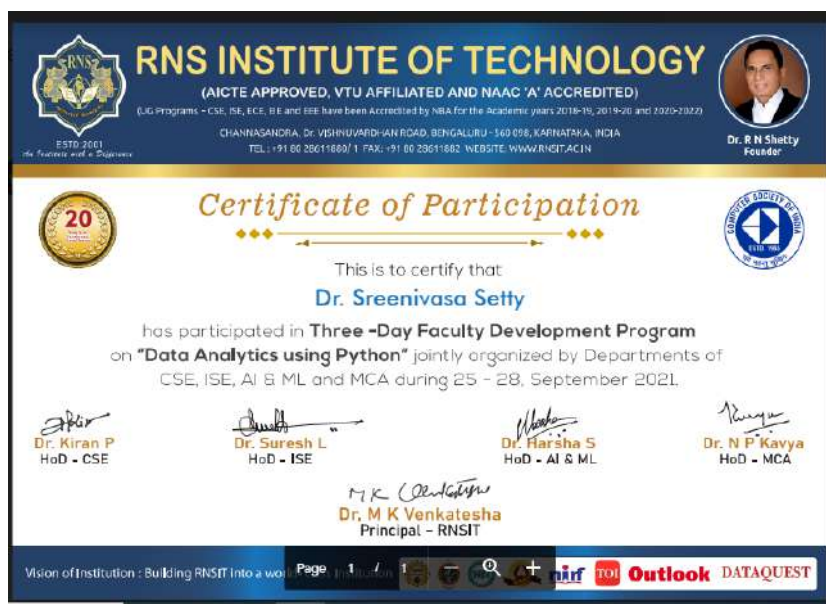 RNS INSTITUTE OF TECHNOLOGY
(AICTE APPROVED, VTU AFFILIATED AND NAAC 'A' ACCREDITED)
(UG Programs – CSE, ISE, ECE, EIE and EEE have been Accredited by NBA for the Academic years 2018-19, 2019-20 and 2020-2022)
CHANNASANDRA, Dr. VISHNUVARDHAN ROAD, BENGALURU - 560 098, KARNATAKA, INDIA
TEL : +91 80 28611880/ 1 FAX: +91 80 28611882 WEBSITE: WWW.RNSIT.AC.IN
RNS
ESTD:2001
An Institute with a Difference
Dr. R N Shetty
Founder
20
Certificate of Participation
COMPUTER SOCIETY OF INDIA
ESTD 1965
This is to certify that
Dr. Sreenivasa Setty
has participated in Three -Day Faculty Development Program
on "Data Analytics using Python" jointly organized by Departments of
CSE, ISE, AI & ML and MCA during 25 - 28, September 2021.
Dr. Kiran P
HoD - CSE
Dr. Suresh L
HoD - ISE
Dr. Harsha S
HoD - AI & ML
Dr. N P Kavya
HoD - MCA
Dr. M K Venkatesha
Principal – RNSIT
Vision of Institution : Building RNSIT into a
Page 1 / 1
nirf TOI Outlook DATAQUEST